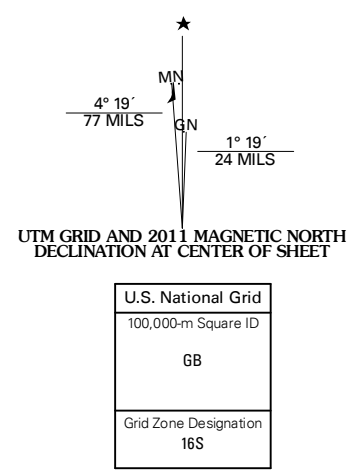 MN
4° 19´
77 MILS
GN
1° 19´
24 MILS
UTM GRID AND 2011 MAGNETIC NORTH
DECLINATION AT CENTER OF SHEET
U.S. National Grid
100,000-m Square ID
GB
Grid Zone Designation
16S